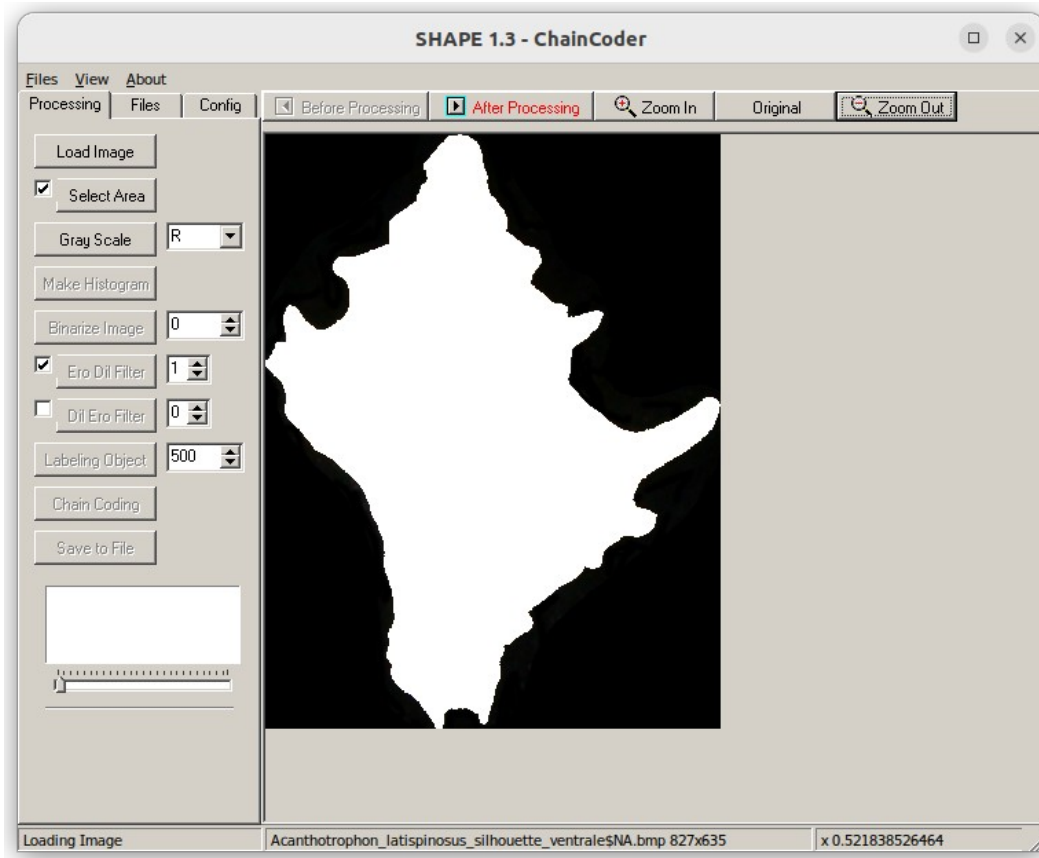 SHAPE 1.3 - ChainCoder
Files View About
Processing Files Config Before Processing After Processing Zoom In Original Zoom Out
Load Image
Select Area
Gray Scale R
Make Histogram
Binarize Image 0
Ero Dil Filter 1
Dil Ero Filter 0
Labeling Object 500
Chain Coding
Save to File
Loading Image Acanthotrophon_latispinosus_silhouette_ventrale$NA.bmp 827x635 x 0.521838526464